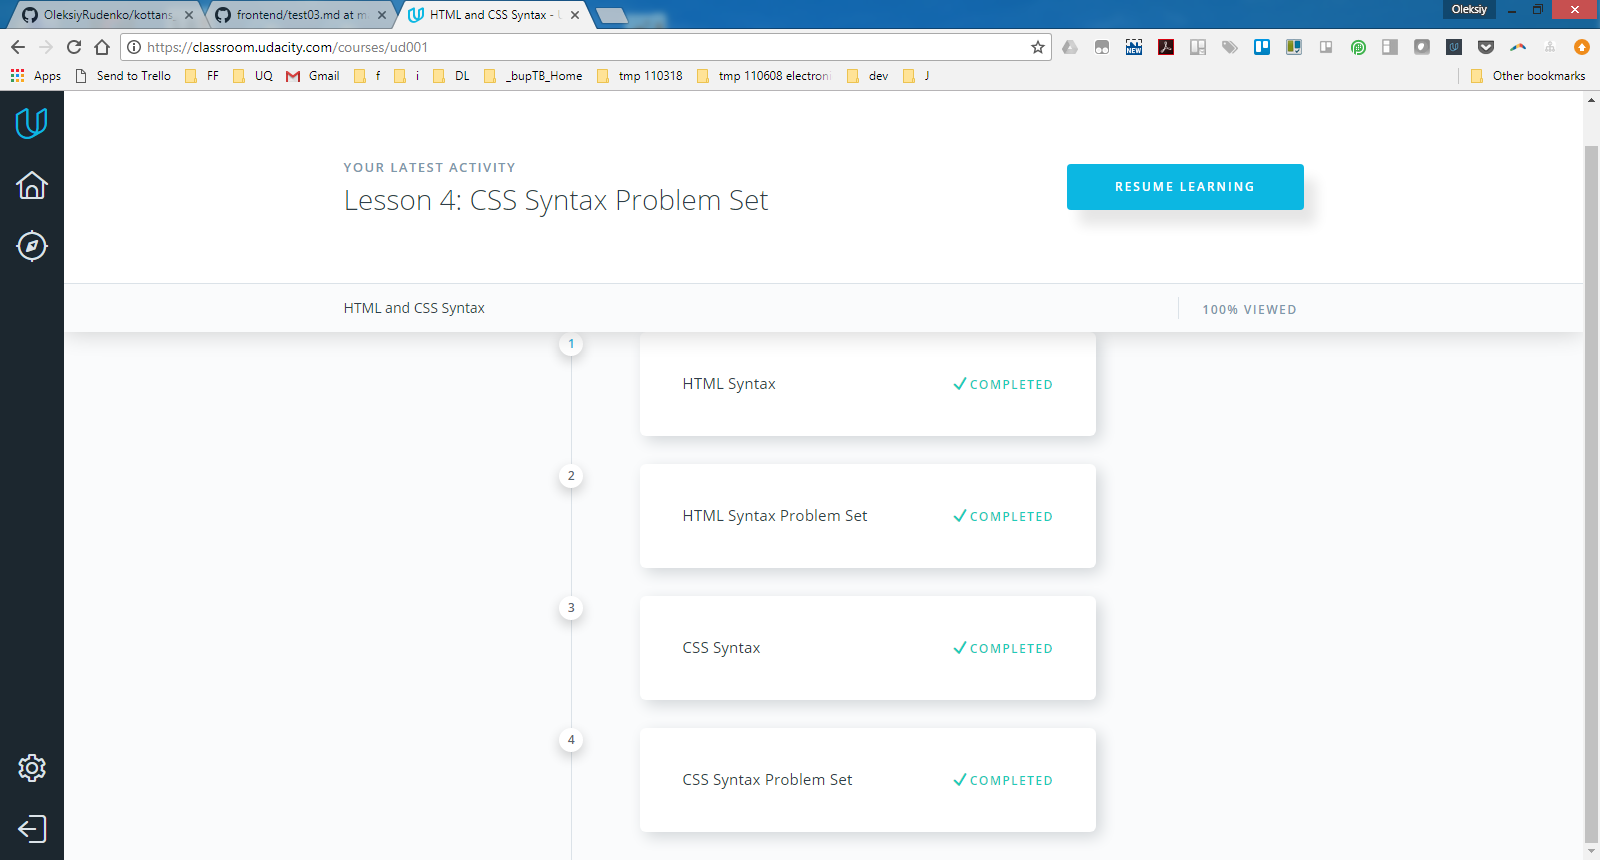 OleksiyRudenko/kottans
frontend/test03.md at m
HTML and CSS Syntax - U
Oleksiy
https://classroom.udacity.com/courses/ud001
NEW
Apps
Send to Trello
FF
UQ
Gmail
f
i
DL
_bupTB_Home
tmp 110318
tmp 110608 electroni
dev
J
Other bookmarks
YOUR LATEST ACTIVITY
Lesson 4: CSS Syntax Problem Set
RESUME LEARNING
HTML and CSS Syntax
100% VIEWED
1
HTML Syntax
COMPLETED
2
HTML Syntax Problem Set
COMPLETED
3
CSS Syntax
COMPLETED
4
CSS Syntax Problem Set
COMPLETED